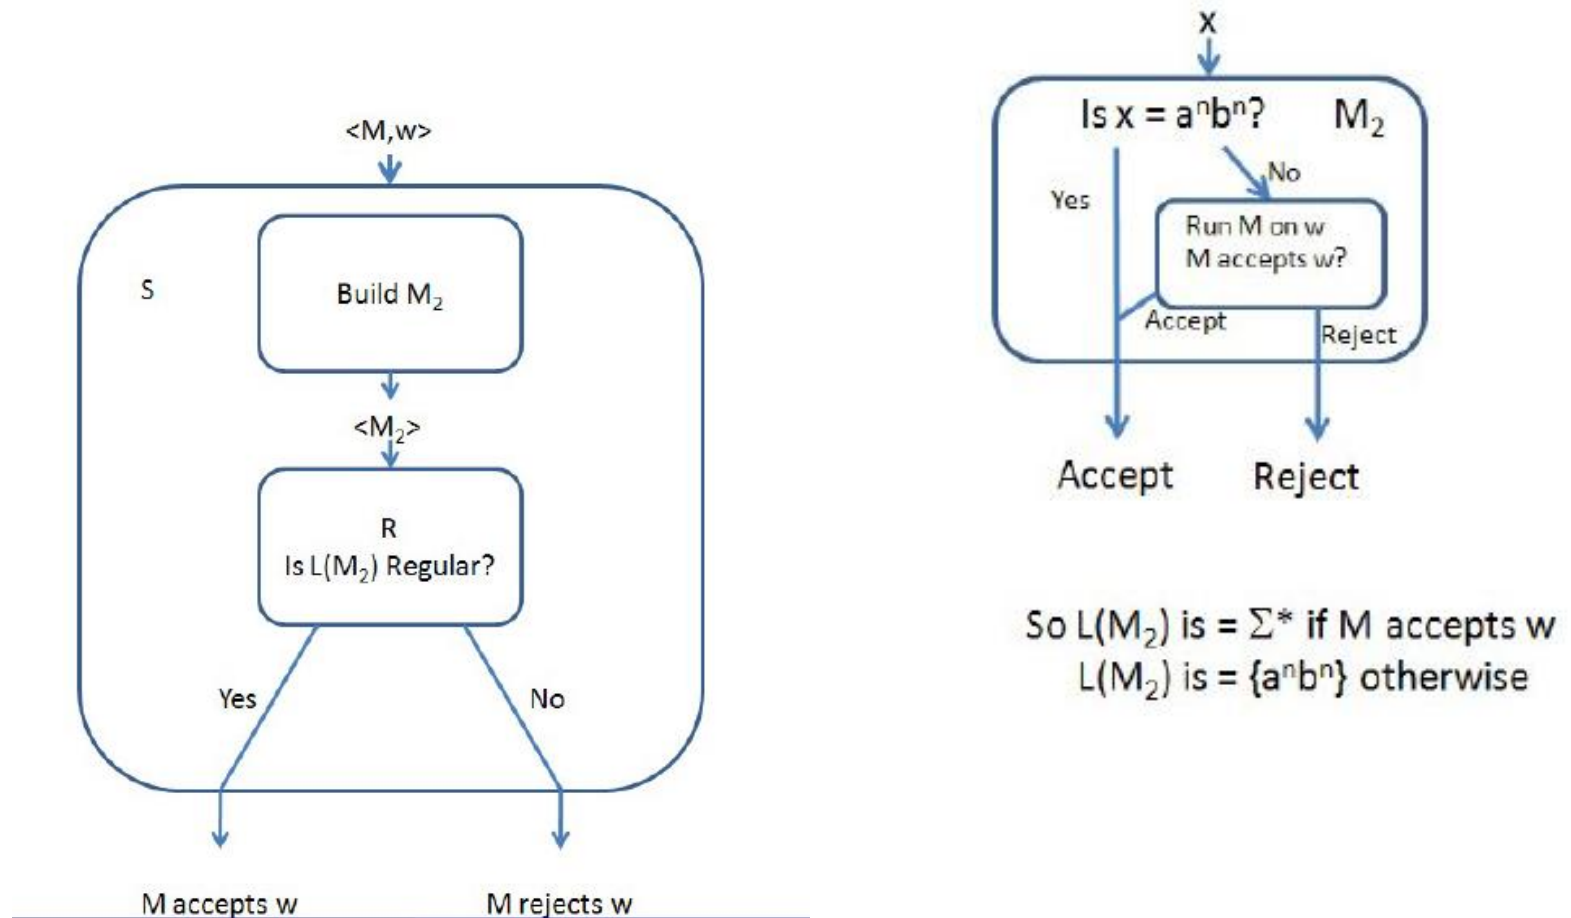 <M,w>
S
Build M₂
<M₂>
R
Is L(M₂) Regular?
Yes
No
M accepts w
M rejects w
x
Is x = aⁿbⁿ?
M₂
No
Yes
Run M on w
M accepts w?
Accept
Reject
Accept
Reject
So L(M₂) is = Σ* if M accepts w
L(M₂) is = {aⁿbⁿ} otherwise